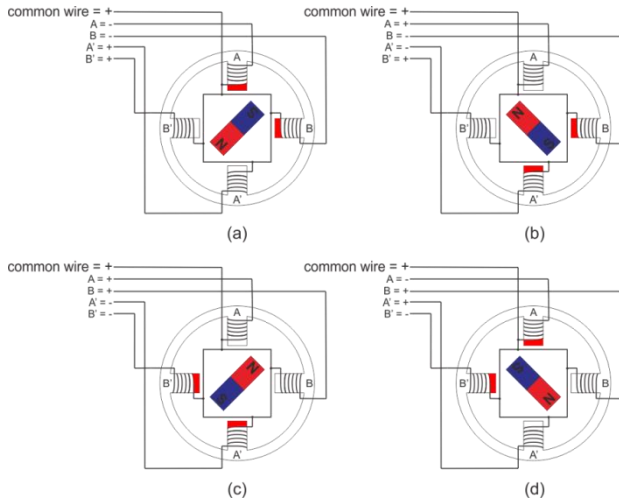 common wire = +
A = -
B = -
A' = +
B' = +
A
B' S B
N
A'
(a)
common wire = +
A = +
B = -
A' = -
B' = +
A
B' N B
S
A'
(b)
common wire = +
A = +
B = +
A' = -
B' = -
A
B' N B
S
A'
(c)
common wire = +
A = -
B = +
A' = +
B' = -
A
B' S B
N
A'
(d)